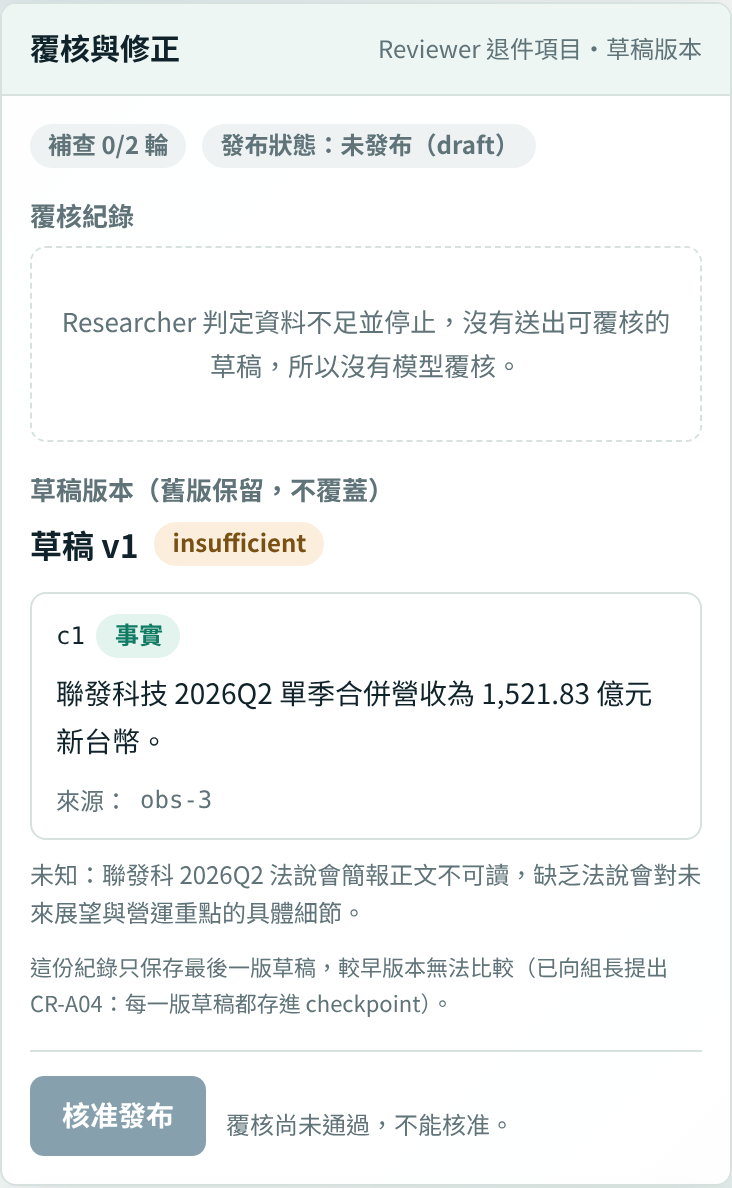 覆核與修正
Reviewer 退件項目・草稿版本
補查 0/2 輪
發布狀態：未發布（draft）
覆核紀錄
Researcher 判定資料不足並停止，沒有送出可覆核的
草稿，所以沒有模型覆核。
草稿版本（舊版保留，不覆蓋）
草稿 v1
insufficient
c1
事實
聯發科技 2026Q2 單季合併營收為 1,521.83 億元
新台幣。
來源： obs-3
未知：聯發科 2026Q2 法說會簡報正文不可讀，缺乏法說會對未
來展望與營運重點的具體細節。
這份紀錄只保存最後一版草稿，較早版本無法比較（已向組長提出
CR-A04：每一版草稿都存進 checkpoint）。
核准發布
覆核尚未通過，不能核准。